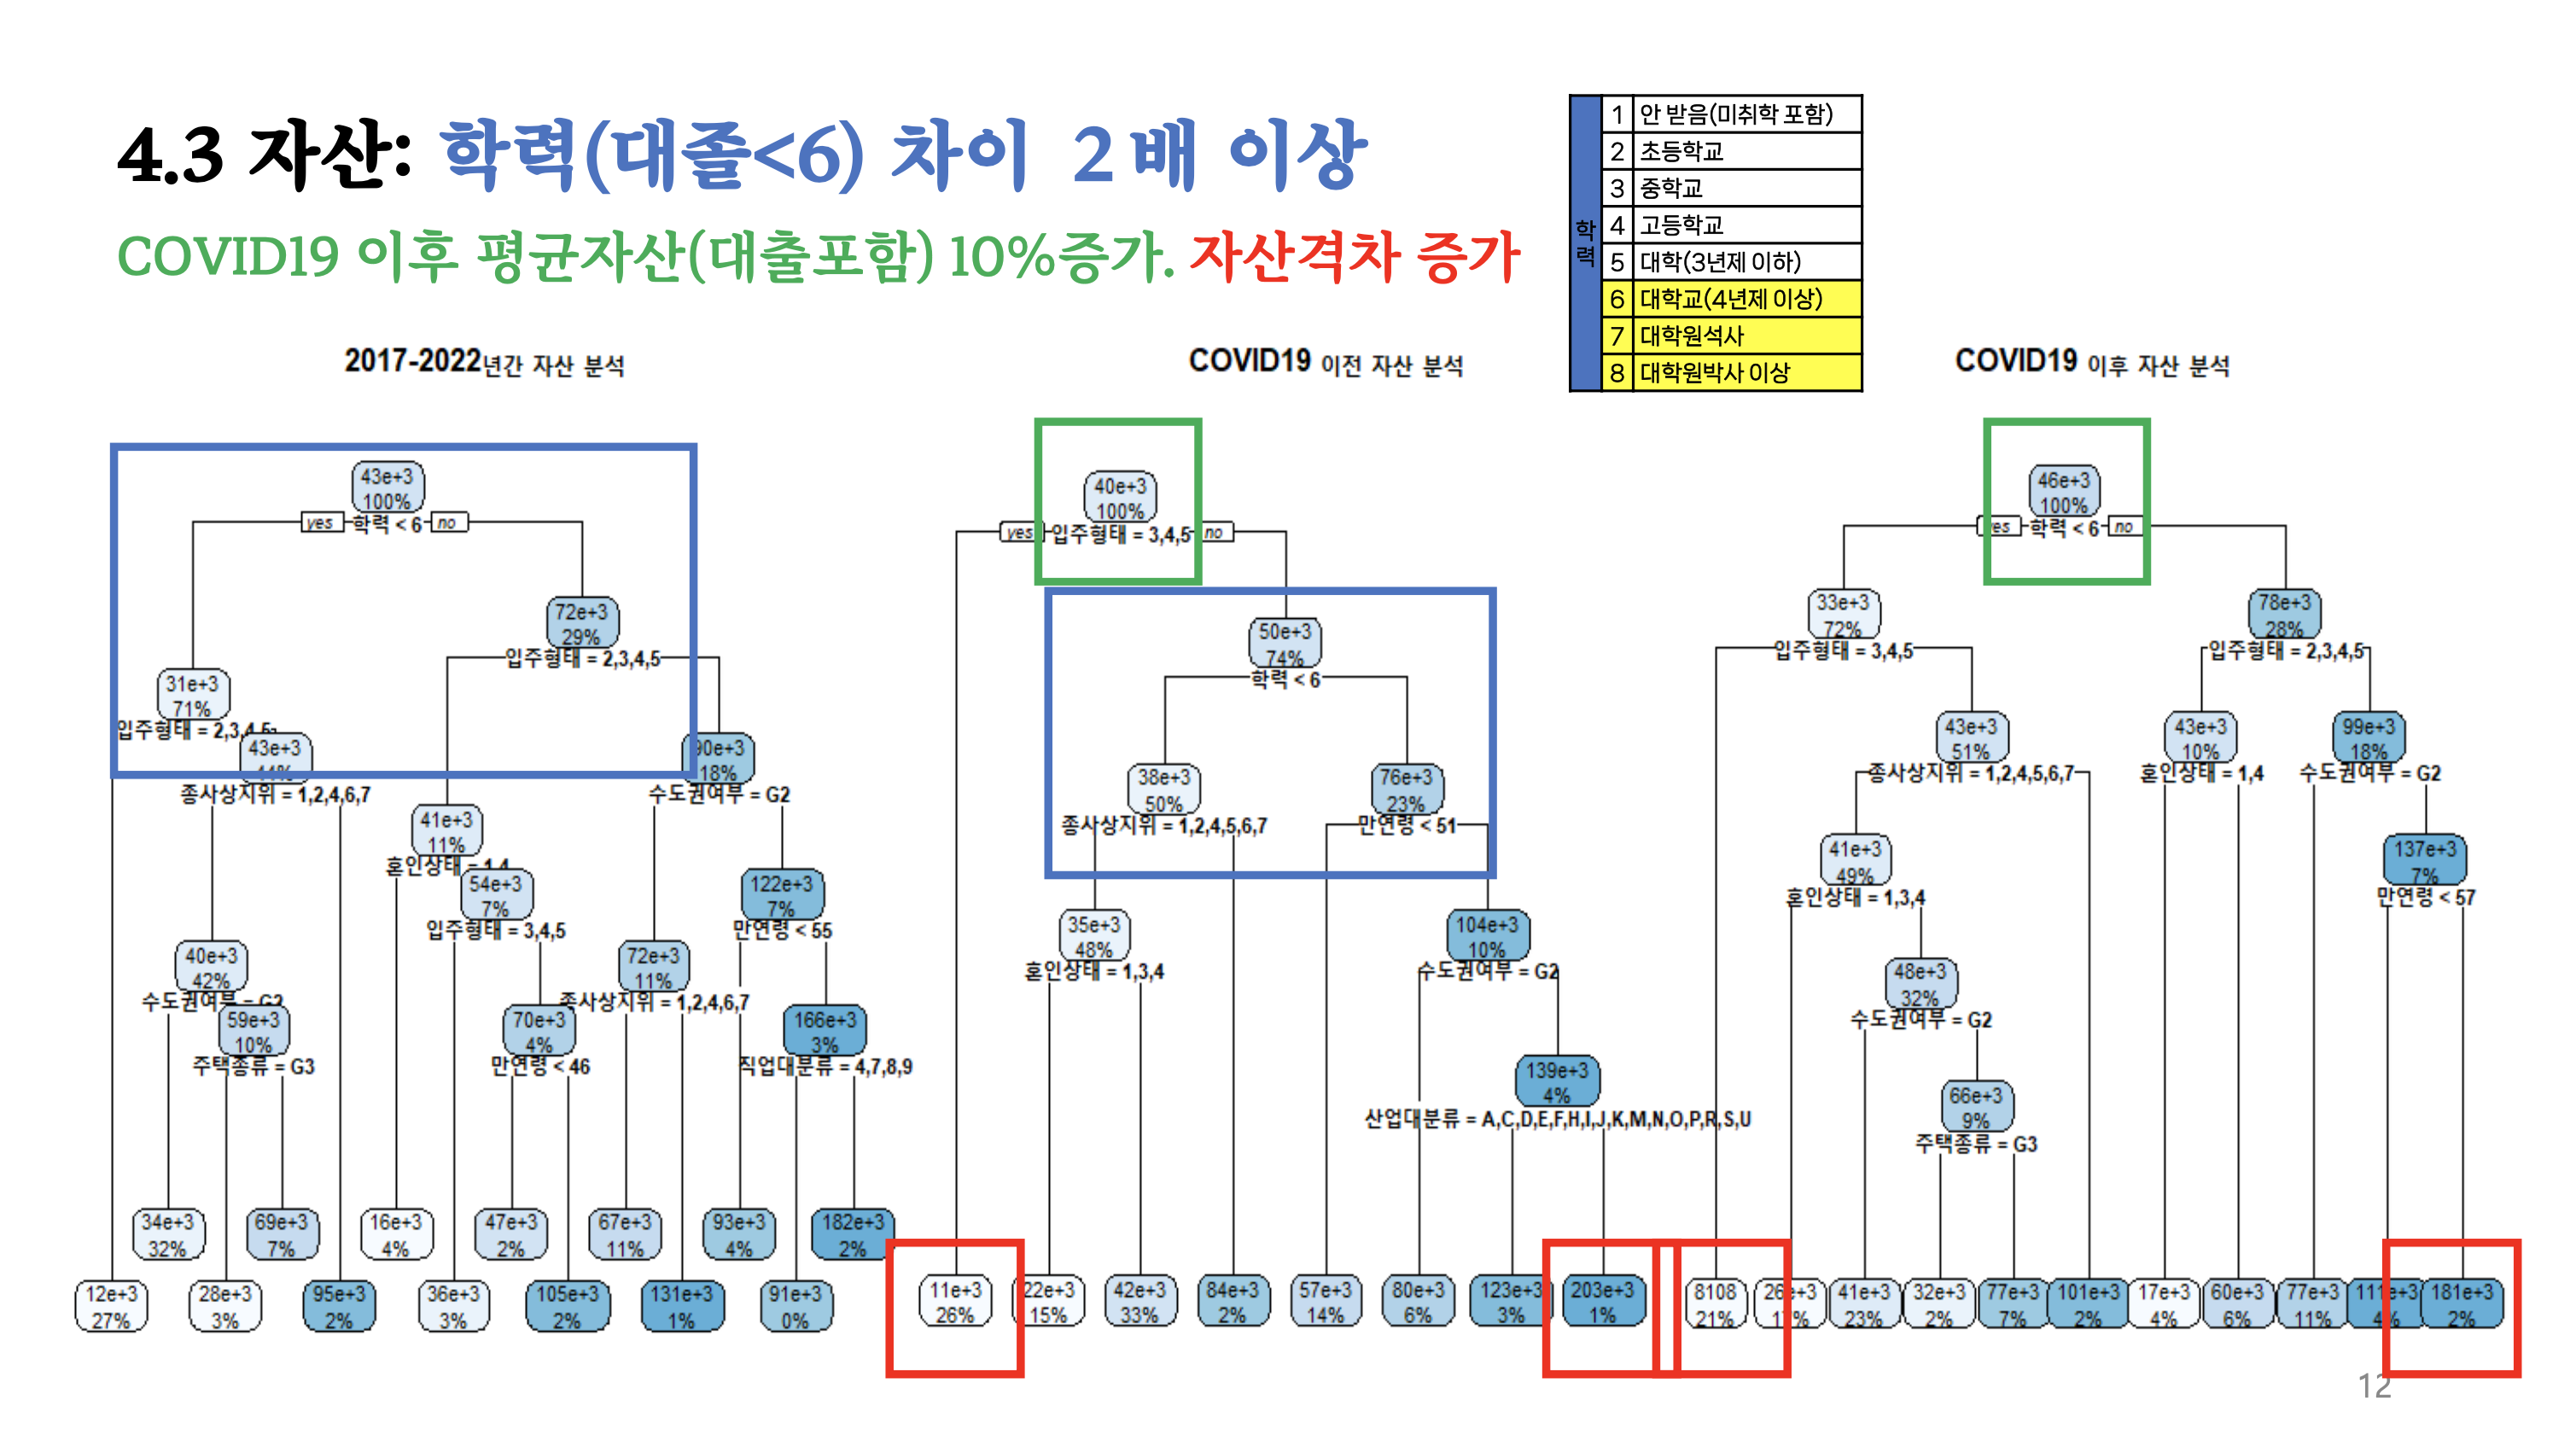 4.3 자산: 학력(대졸<6) 차이 2배 이상
COVID19 이후 평균자산(대출포함) 10%증가. 자산격차 증가
학력
1 안 받음(미취학 포함)
2 초등학교
3 중학교
4 고등학교
5 대학(3년제 이하)
6 대학교(4년제 이상)
7 대학원석사
8 대학원박사 이상
2017-2022년간 자산 분석
43e+3
100%
yes 학력 < 6 no
72e+3
29%
입주형태 = 2,3,4,5
31e+3
71%
입주형태 = 2,3,4,5
43e+3
44%
종사상지위 = 1,2,4,6,7
90e+3
18%
수도권여부 = G2
41e+3
11%
혼인상태 = 1,4
54e+3
7%
입주형태 = 3,4,5
122e+3
7%
만연령 < 55
40e+3
42%
수도권여부 = G2
72e+3
11%
종사상지위 = 1,2,4,6,7
59e+3
10%
주택종류 = G3
70e+3
4%
만연령 < 46
166e+3
3%
직업대분류 = 4,7,8,9
34e+3
32%
69e+3
7%
16e+3
4%
47e+3
2%
67e+3
11%
93e+3
4%
182e+3
2%
12e+3
27%
28e+3
3%
95e+3
2%
36e+3
3%
105e+3
2%
131e+3
1%
91e+3
0%
COVID19 이전 자산 분석
40e+3
100%
yes 입주형태 = 3,4,5 no
50e+3
74%
학력 < 6
38e+3
50%
종사상지위 = 1,2,4,5,6,7
76e+3
23%
만연령 < 51
35e+3
48%
혼인상태 = 1,3,4
104e+3
10%
수도권여부 = G2
139e+3
4%
산업대분류 = A,C,D,E,F,H,I,J,K,M,N,O,P,R,S,U
11e+3
26%
22e+3
15%
42e+3
33%
84e+3
2%
57e+3
14%
80e+3
6%
123e+3
3%
203e+3
1%
COVID19 이후 자산 분석
46e+3
100%
yes 학력 < 6 no
33e+3
72%
입주형태 = 3,4,5
78e+3
28%
입주형태 = 2,3,4,5
43e+3
51%
종사상지위 = 1,2,4,5,6,7
43e+3
10%
혼인상태 = 1,4
99e+3
18%
수도권여부 = G2
41e+3
49%
혼인상태 = 1,3,4
137e+3
7%
만연령 < 57
48e+3
32%
수도권여부 = G2
66e+3
9%
주택종류 = G3
8108
21%
26e+3
17%
41e+3
23%
32e+3
2%
77e+3
7%
101e+3
2%
17e+3
4%
60e+3
6%
77e+3
11%
111e+3
4%
181e+3
2%
12